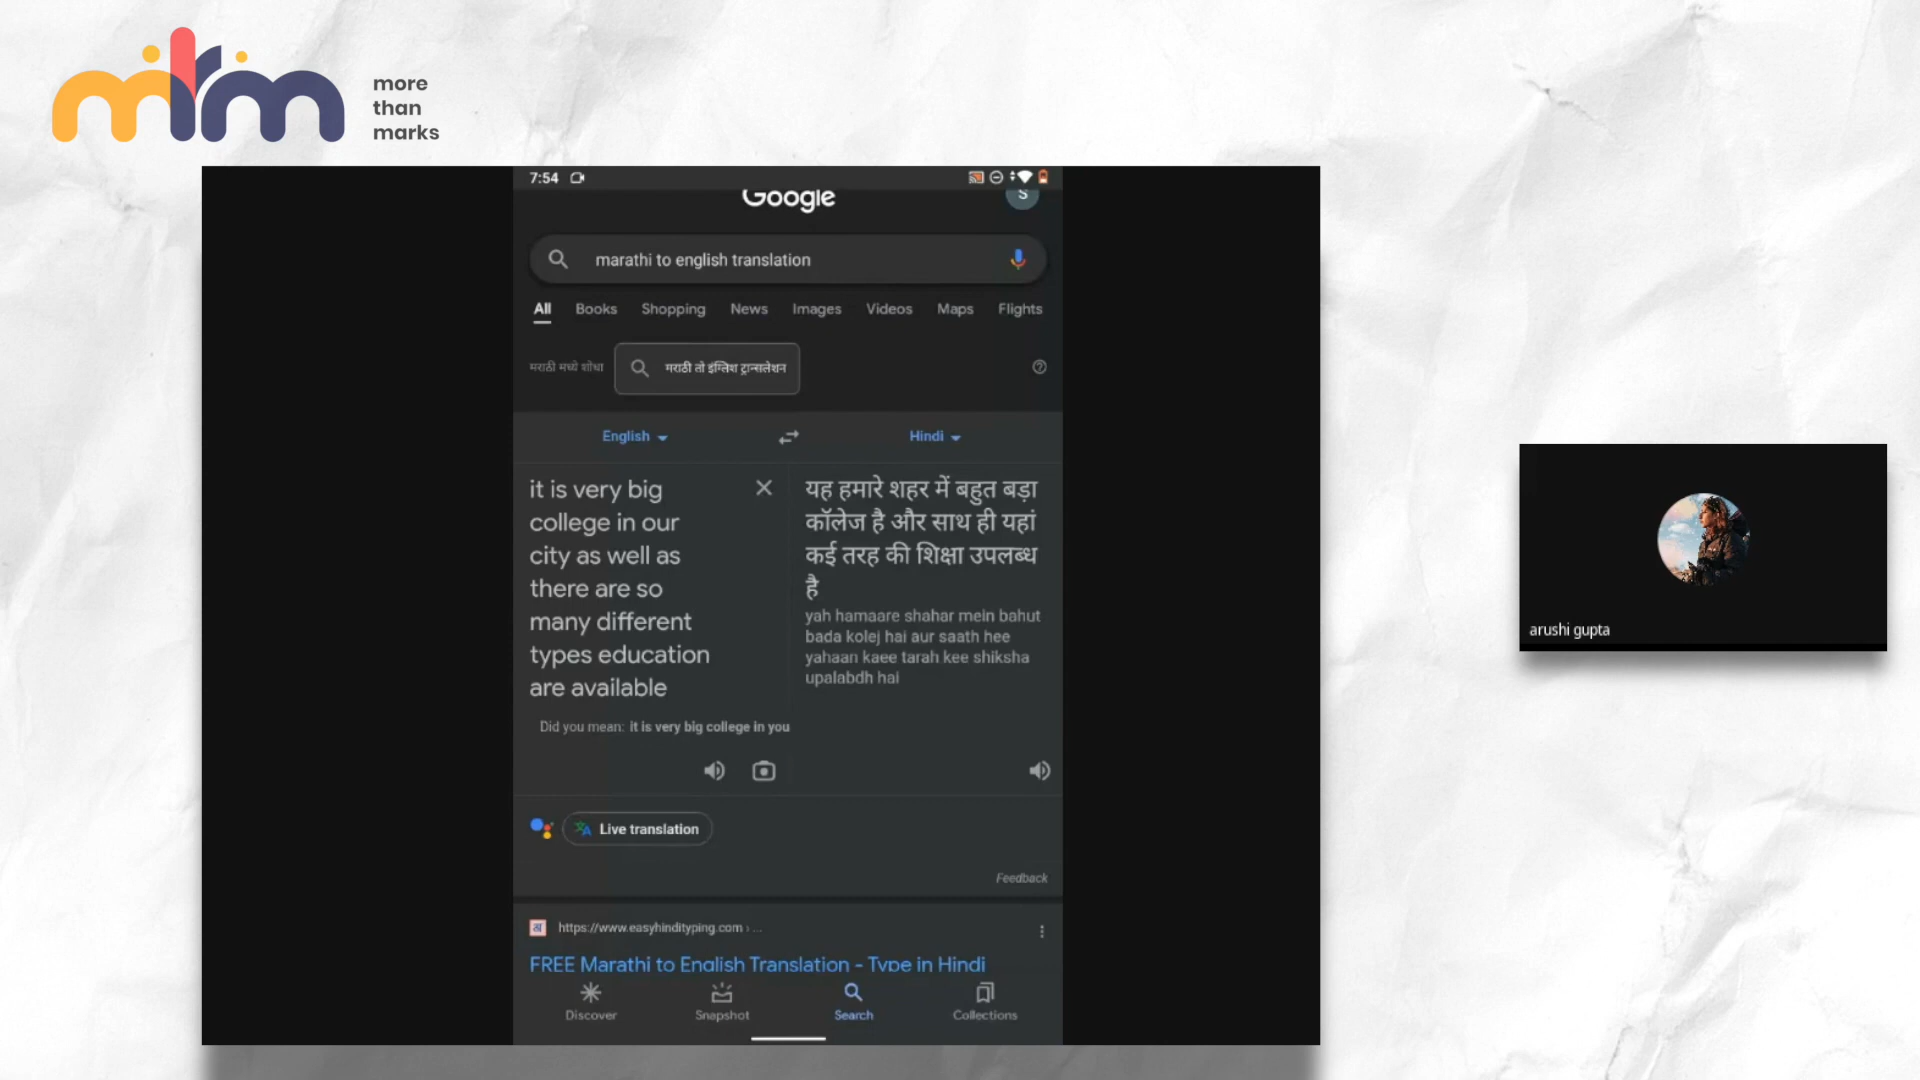 mtm
more
than
marks
7:54
Google
S
marathi to english translation
All Books Shopping News Images Videos Maps Flights
मराठी मध्ये शोधा
मराठी तो इंग्लिश ट्रान्सलेशन
English
Hindi
it is very big
college in our
city as well as
there are so
many different
types education
are available
यह हमारे शहर में बहुत बड़ा
कॉलेज है और साथ ही यहां
कई तरह की शिक्षा उपलब्ध
है
yah hamaare shahar mein bahut
bada kolej hai aur saath hee
yahaan kaee tarah kee shiksha
upalabdh hai
Did you mean: it is very big college in you
Live translation
Feedback
https://www.easyhindityping.com › ...
FREE Marathi to English Translation - Type in Hindi
Discover Snapshot Search Collections
arushi gupta